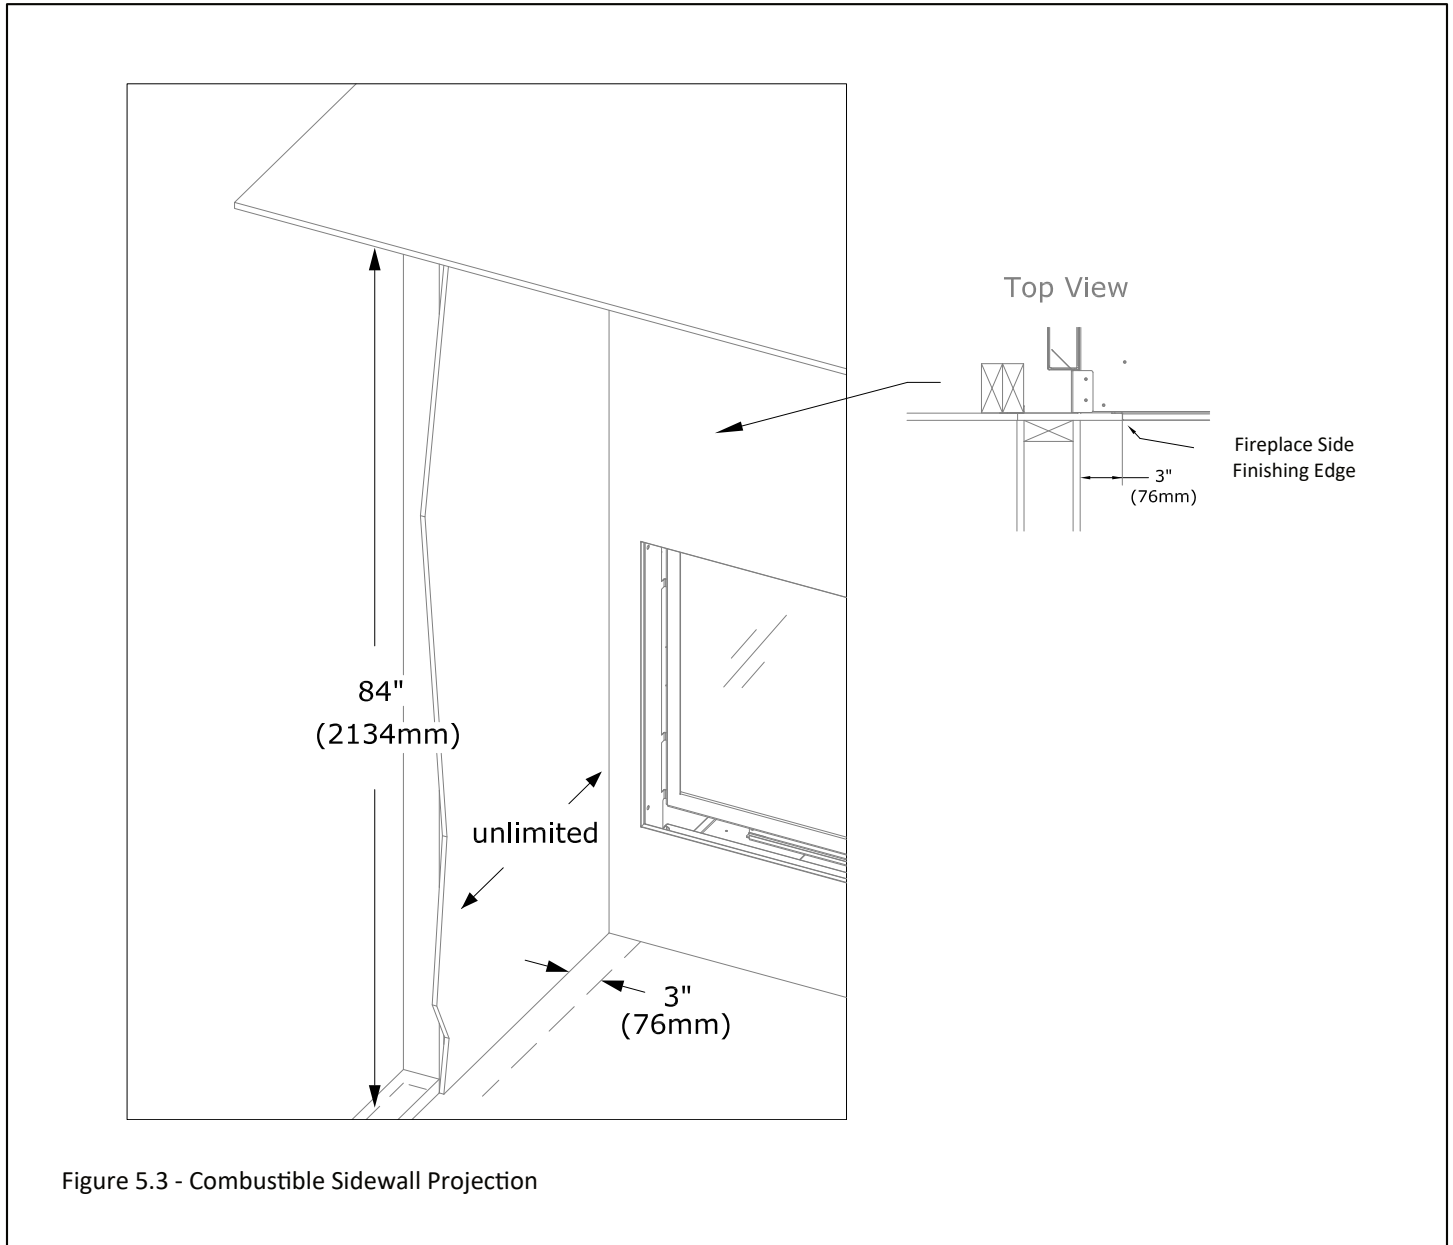 Top View
Fireplace Side
Finishing Edge
3"
(76mm)
84"
(2134mm)
unlimited
3"
(76mm)
Figure 5.3 - Combustible Sidewall Projection